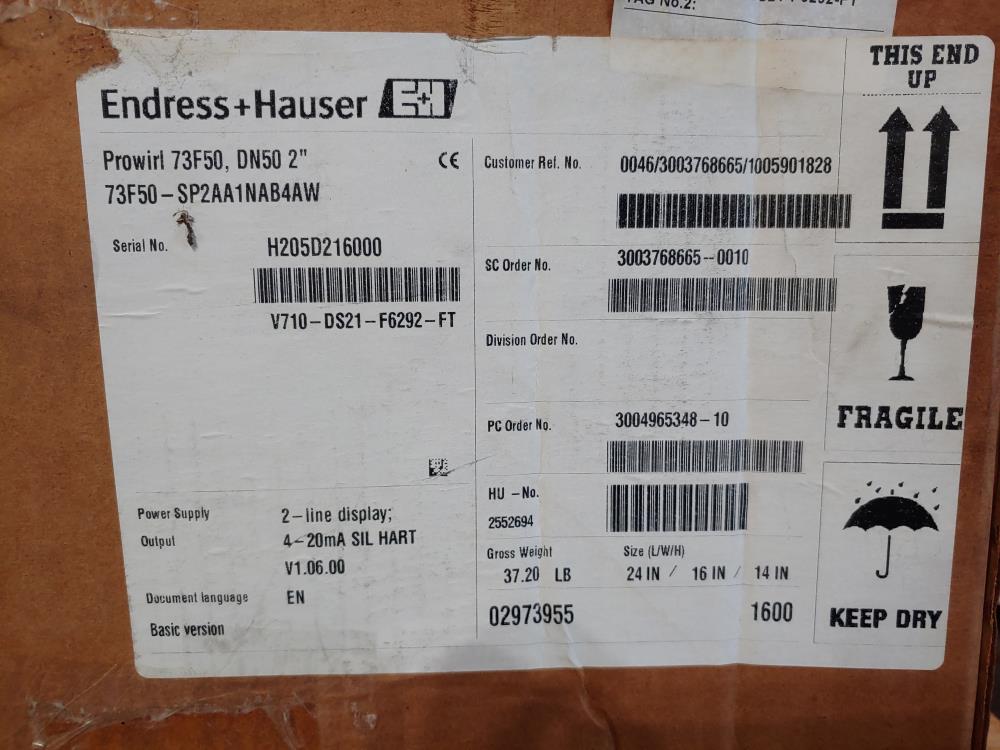 TAG No.2:
Endress+Hauser E+H
Prowirl 73F50, DN50 2"
CE
73F50-SP2AA1NAB4AW
Serial No. H205D216000
V710-DS21-F6292-FT
Power Supply 2-line display;
Output 4-20mA SIL HART
V1.06.00
Document language EN
Basic version
Customer Ref. No. 0046/3003768665/1005901828
SC Order No. 3003768665-0010
Division Order No.
PC Order No. 3004965348-10
HU -No.
2552694
Gross Weight Size (L/W/H)
37.20 LB 24 IN / 16 IN / 14 IN
02973955 1600
THIS END
UP
FRAGILE
KEEP DRY